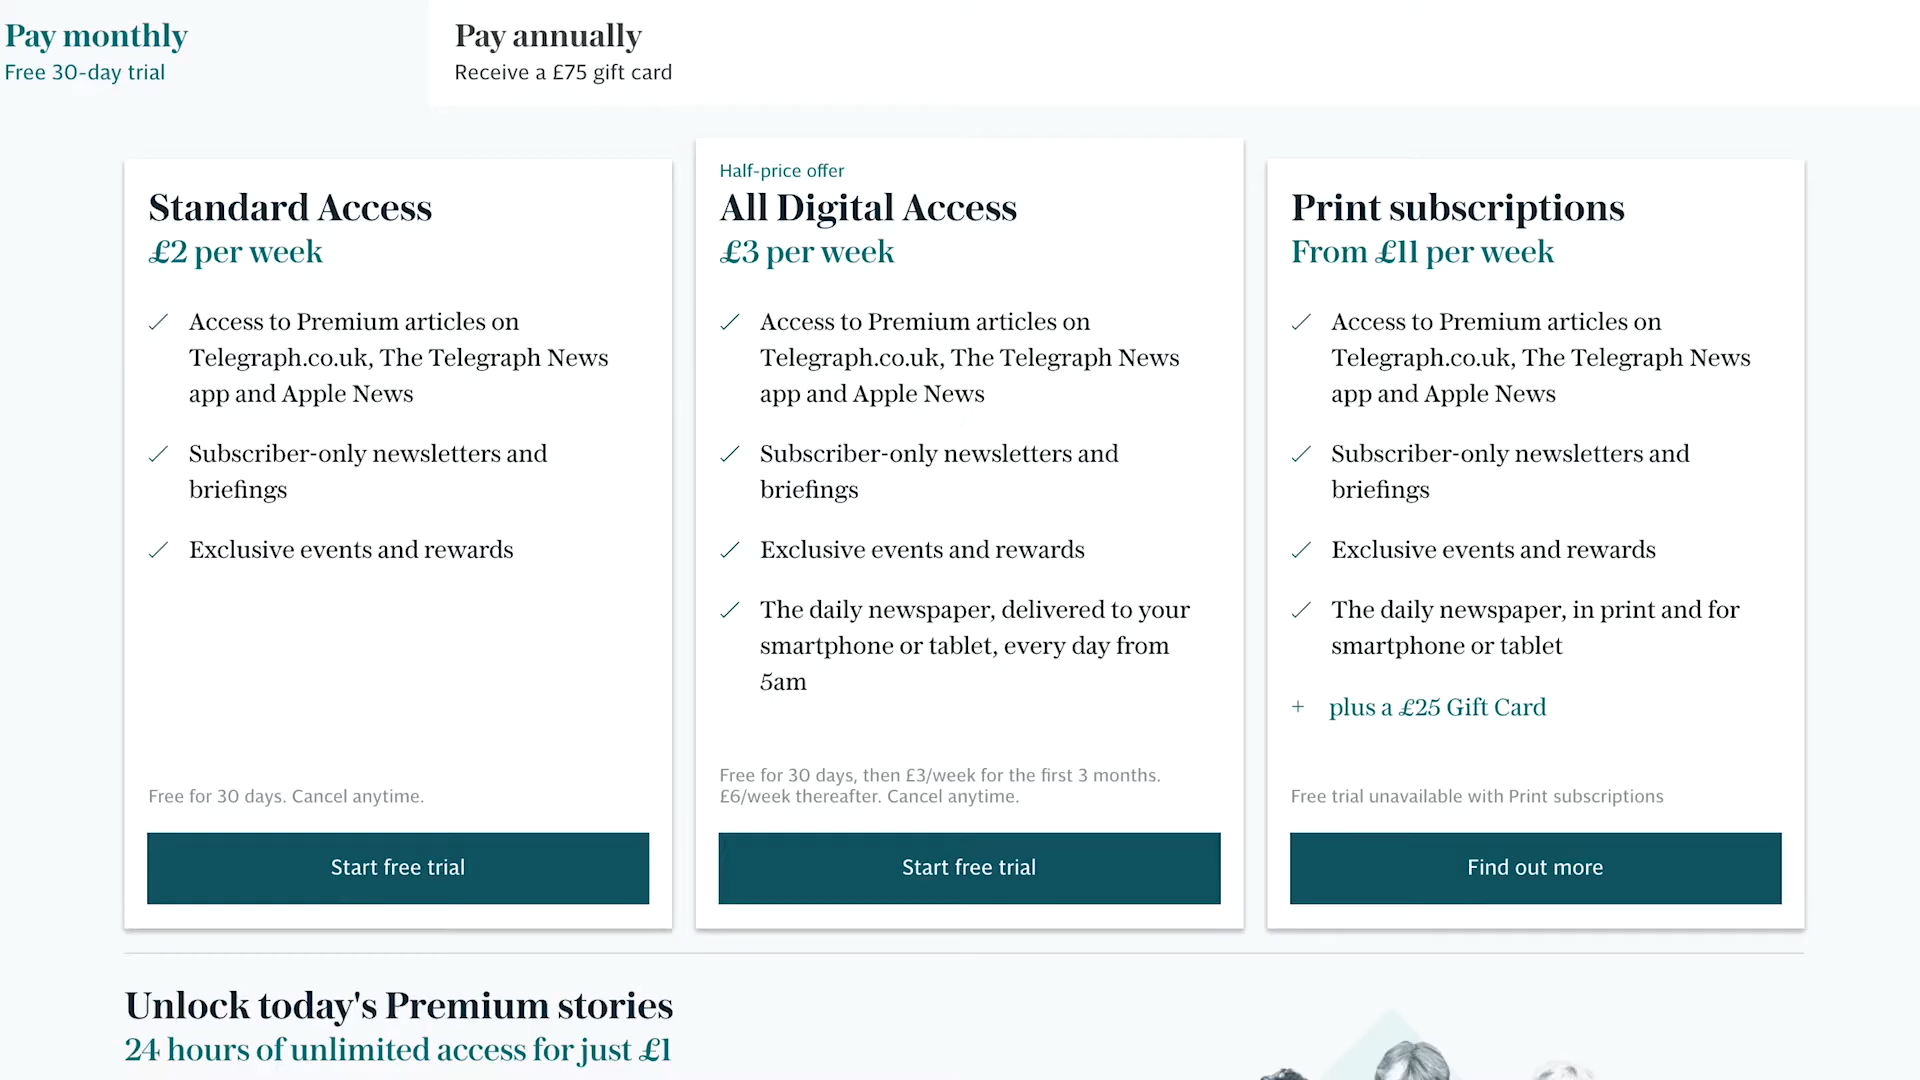 Pay monthly
Free 30-day trial
Pay annually
Receive a £75 gift card
Standard Access
£2 per week
Access to Premium articles on
Telegraph.co.uk, The Telegraph News
app and Apple News
Subscriber-only newsletters and
briefings
Exclusive events and rewards
Free for 30 days. Cancel anytime.
Start free trial
Half-price offer
All Digital Access
£3 per week
Access to Premium articles on
Telegraph.co.uk, The Telegraph News
app and Apple News
Subscriber-only newsletters and
briefings
Exclusive events and rewards
The daily newspaper, delivered to your
smartphone or tablet, every day from
5am
Free for 30 days, then £3/week for the first 3 months.
£6/week thereafter. Cancel anytime.
Start free trial
Print subscriptions
From £11 per week
Access to Premium articles on
Telegraph.co.uk, The Telegraph News
app and Apple News
Subscriber-only newsletters and
briefings
Exclusive events and rewards
The daily newspaper, in print and for
smartphone or tablet
+ plus a £25 Gift Card
Free trial unavailable with Print subscriptions
Find out more
Unlock today's Premium stories
24 hours of unlimited access for just £1